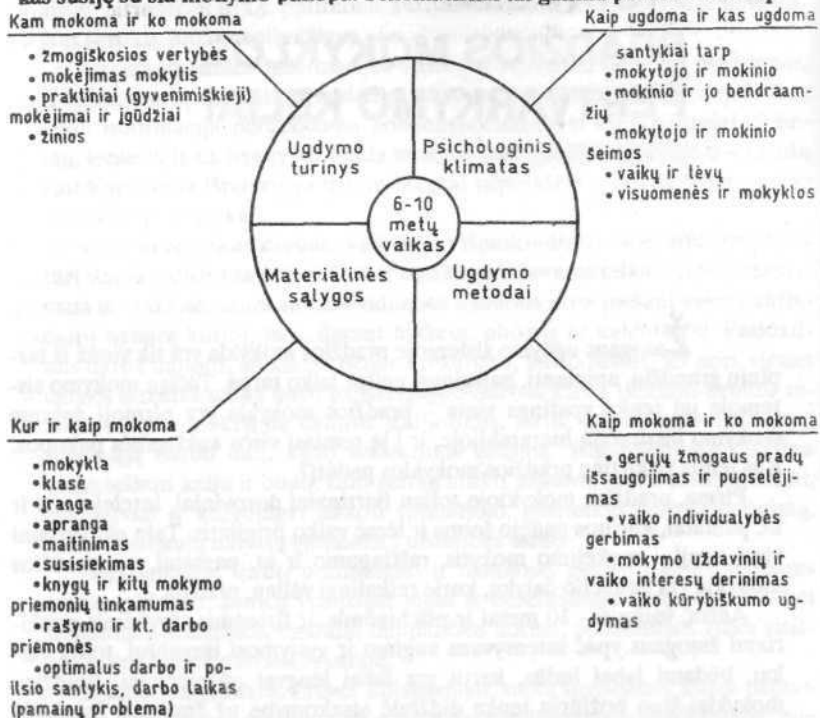 Kam mokoma ir ko mokoma
• žmogiškosios vertybės
• mokėjimas mokytis
• praktiniai (gyvenimiškieji)
mokėjimai ir įgūdžiai
• žinios
Kaip ugdoma ir kas ugdoma
santykiai tarp
• mokytojo ir mokinio
• mokinio ir jo bendraam-
žių
• mokytojo ir mokinio
šeimos
• vaikų ir tėvų
• visuomenės ir mokyklos
Ugdymo
turinys
Psichologinis
klimatas
6-10
metų
vaikas
Materialinės
sąlygos
Ugdymo
metodai
Kur ir kaip mokoma
• mokykla
• klasė
• įranga
• apranga
• maitinimas
• susisiekimas
• knygų ir kitų mokymo
priemonių tinkamumas
• rašymo ir kt. darbo
priemonės
• optimalus darbo ir po-
ilsio santykis, darbo laikas
(pamainų problema)
Kaip mokoma ir ko mokoma
• gerųjų žmogaus pradų
išsaugojimas ir puoselėji-
mas
• vaiko individualybės
gerbimas
• mokymo uždavinių ir
vaiko interesų derinimas
• vaiko kūrybiškumo ug-
dymas